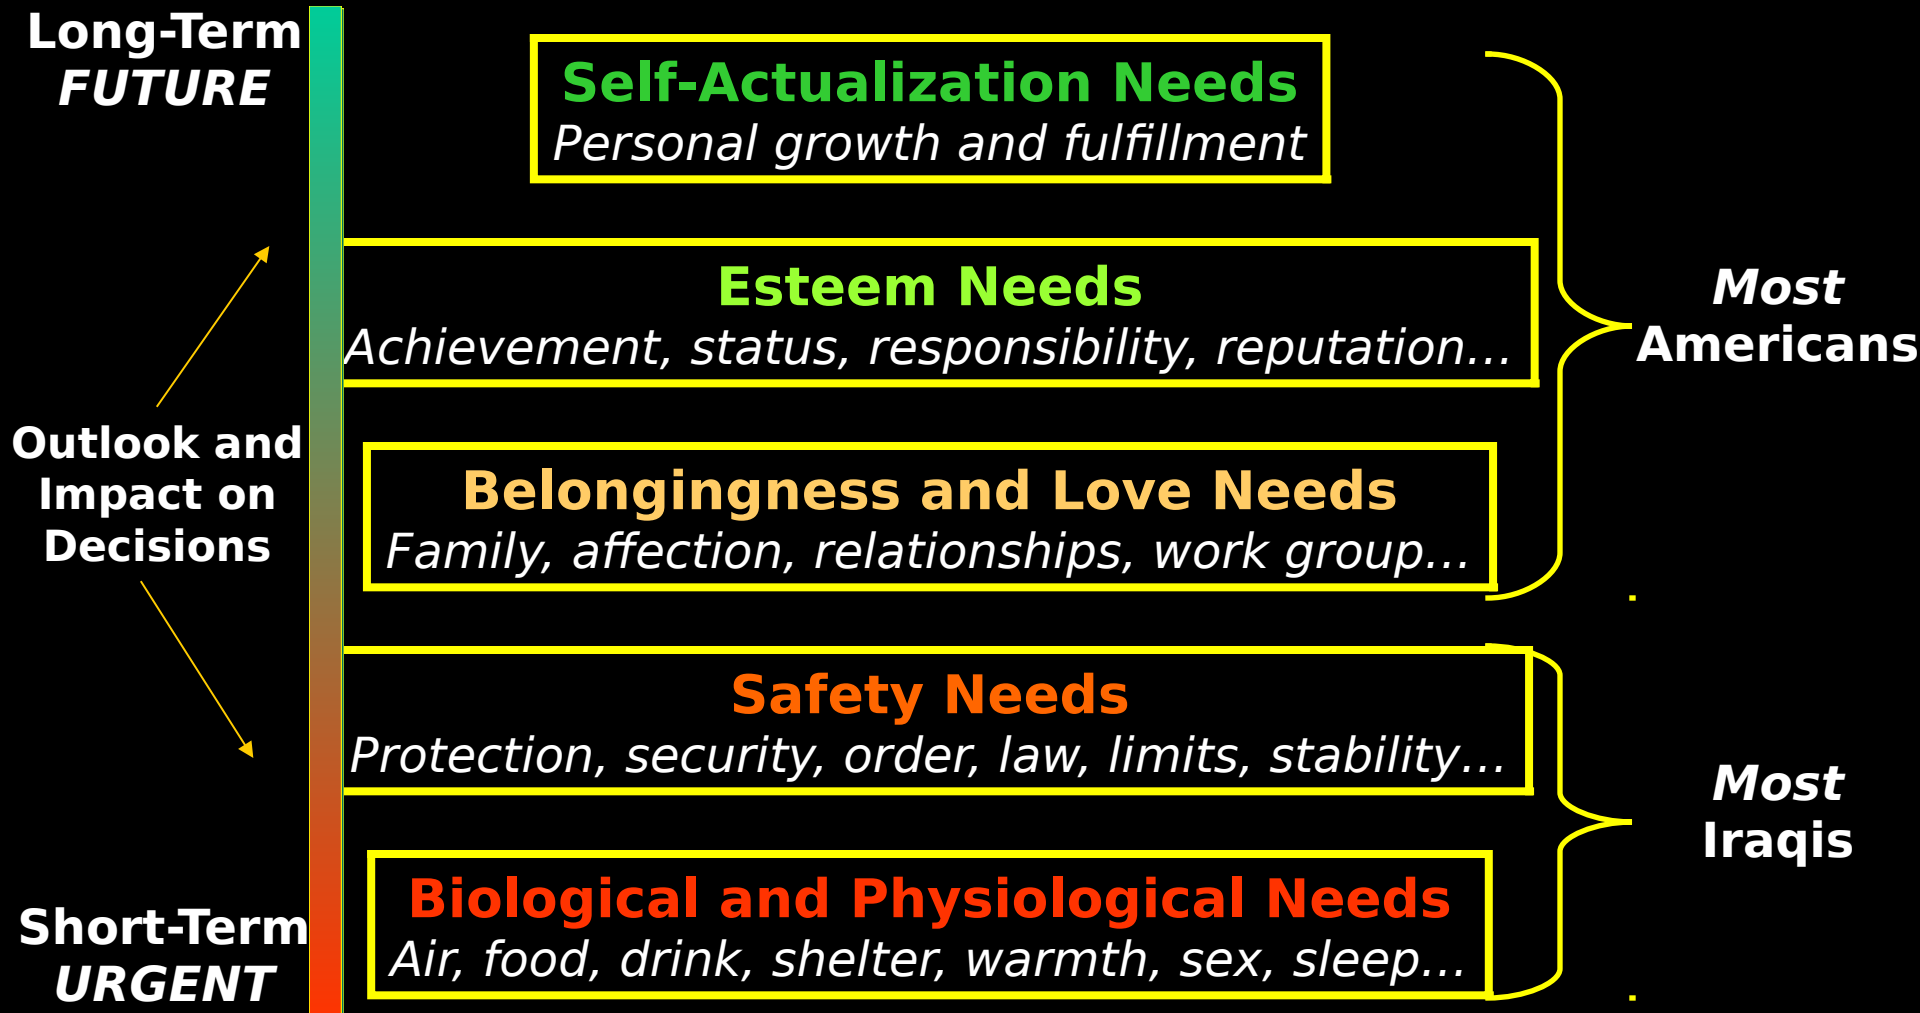 Long-Term
FUTURE
Self-Actualization Needs
Personal growth and fulfillment
Esteem Needs
Achievement, status, responsibility, reputation...
Most
Americans
Outlook and
Impact on
Decisions
Belongingness and Love Needs
Family, affection, relationships, work group...
Safety Needs
Protection, security, order, law, limits, stability...
Most
Iraqis
Biological and Physiological Needs
Air, food, drink, shelter, warmth, sex, sleep...
Short-Term
URGENT